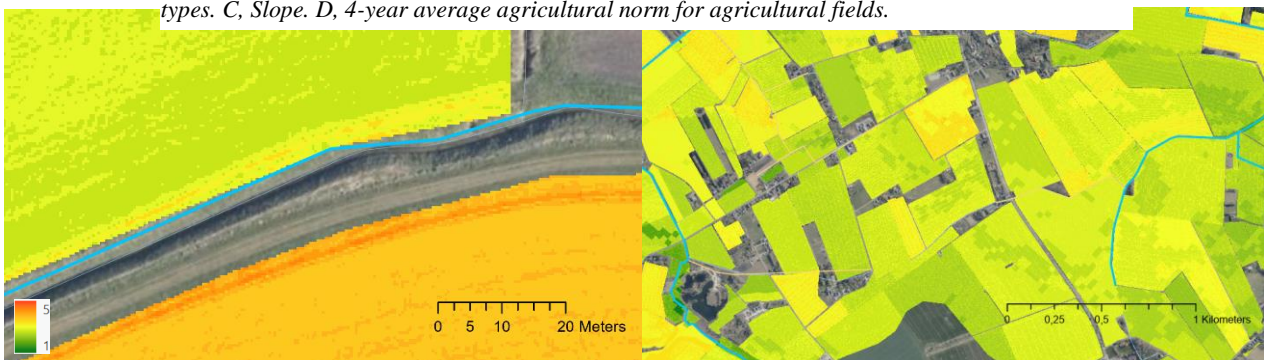 types. C, Slope. D, 4-year average agricultural norm for agricultural fields.
5
1
0 5 10 20 Meters
0 0,25 0,5 1 Kilometers